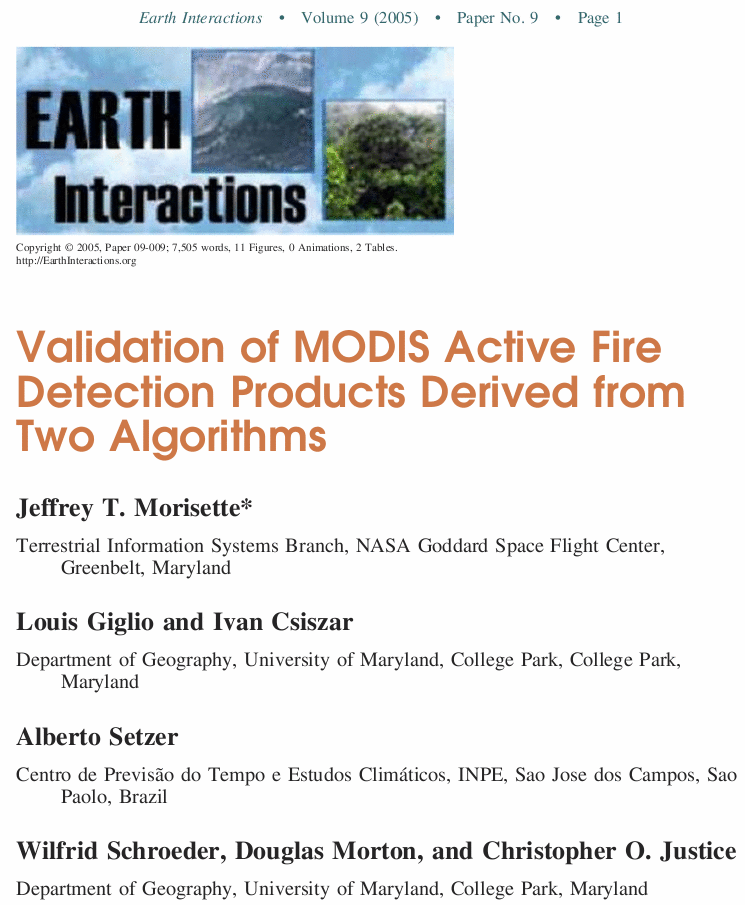 Earth Interactions • Volume 9 (2005) • Paper No. 9 • Page 1
EARTH
Interactions
Copyright © 2005, Paper 09-009; 7,505 words, 11 Figures, 0 Animations, 2 Tables.
http://EarthInteractions.org
Validation of MODIS Active Fire
Detection Products Derived from
Two Algorithms
Jeffrey T. Morisette*
Terrestrial Information Systems Branch, NASA Goddard Space Flight Center,
Greenbelt, Maryland
Louis Giglio and Ivan Csiszar
Department of Geography, University of Maryland, College Park, College Park,
Maryland
Alberto Setzer
Centro de Previsão do Tempo e Estudos Climáticos, INPE, Sao Jose dos Campos, Sao
Paolo, Brazil
Wilfrid Schroeder, Douglas Morton, and Christopher O. Justice
Department of Geography, University of Maryland, College Park, Maryland